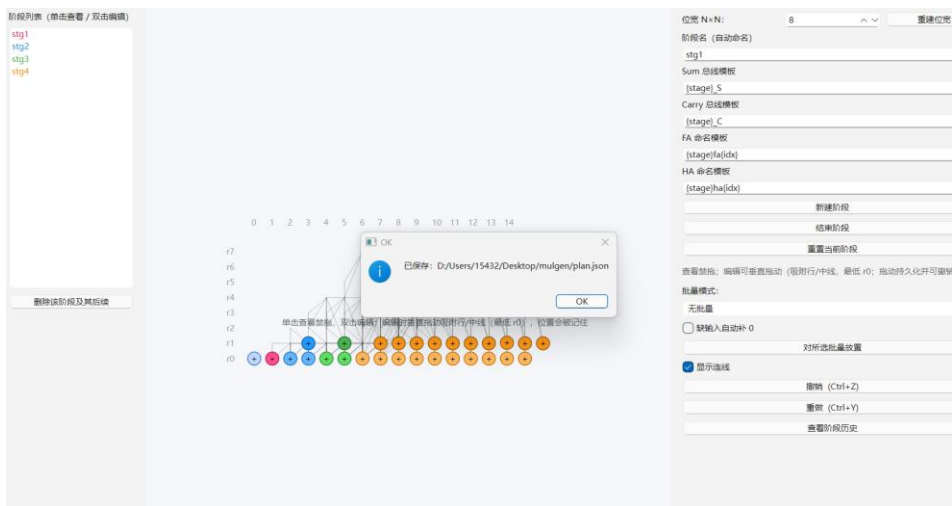 阶段列表（单击查看 / 双击编辑）
stg1
stg2
stg3
stg4
删除该阶段及其后续
0 1 2 3 4 5 6 7 8 9 10 11 12 13 14
r7
r6
r5
r4
r3
r2
r1
r0
OK
已保存：D:/Users/15432/Desktop/mulgen/plan.json
OK
单击查看禁拖，双击编辑；编辑时垂直拖动吸附行/中线（最低 r0），位置会被记住
位宽 N×N:
8
重建位宽
阶段名（自动命名）
stg1
Sum 总线模板
{stage}_S
Carry 总线模板
{stage}_C
FA 命名模板
{stage}fa{idx}
HA 命名模板
{stage}ha{idx}
新建阶段
结束阶段
重置当前阶段
查看禁拖；编辑可垂直拖动（吸附行/中线，最低 r0；拖动持久化并可撤销
批量模式：
无批量
缺输入自动补 0
对所选批量放置
显示连线
撤销（Ctrl+Z）
重做（Ctrl+Y）
查看阶段历史